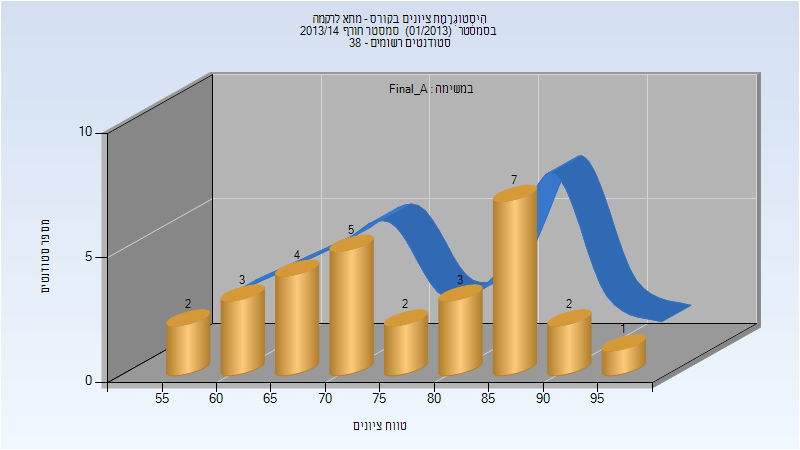 היסטוגרמת ציונים בקורס - מתא לרקמה
בסמסטר (01/2013) סמסטר חורף 2013/14
סטודנטים רשומים - 38
במשימה : Final_A
מספר סטודנטים
10
5
0
2
3
4
5
2
3
7
2
1
55 60 65 70 75 80 85 90 95
טווח ציונים